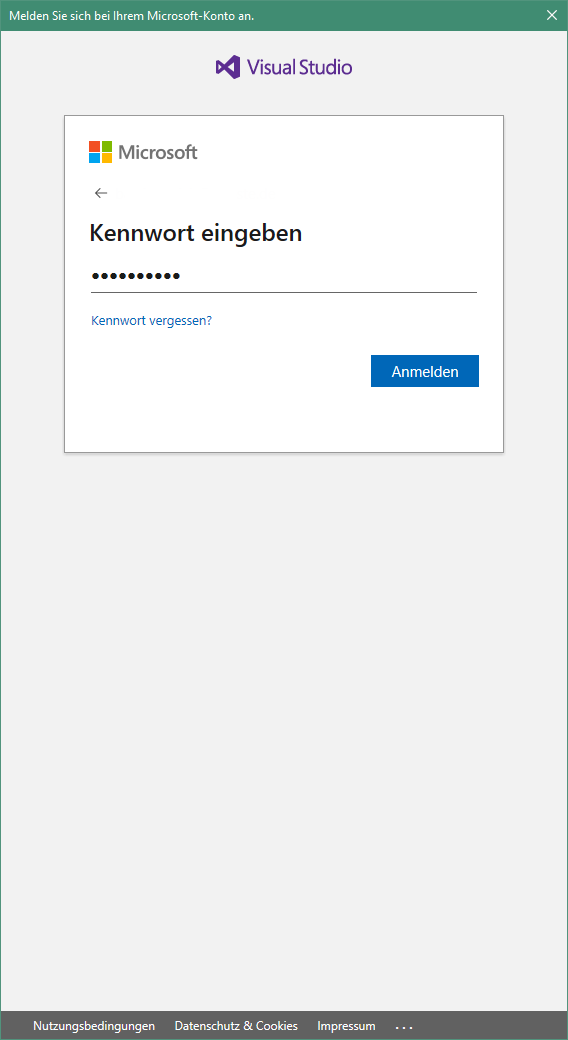 Melden Sie sich bei Ihrem Microsoft-Konto an.
Visual Studio
Microsoft
Kennwort eingeben
••••••••••
Kennwort vergessen?
Anmelden
Nutzungsbedingungen Datenschutz & Cookies Impressum ...